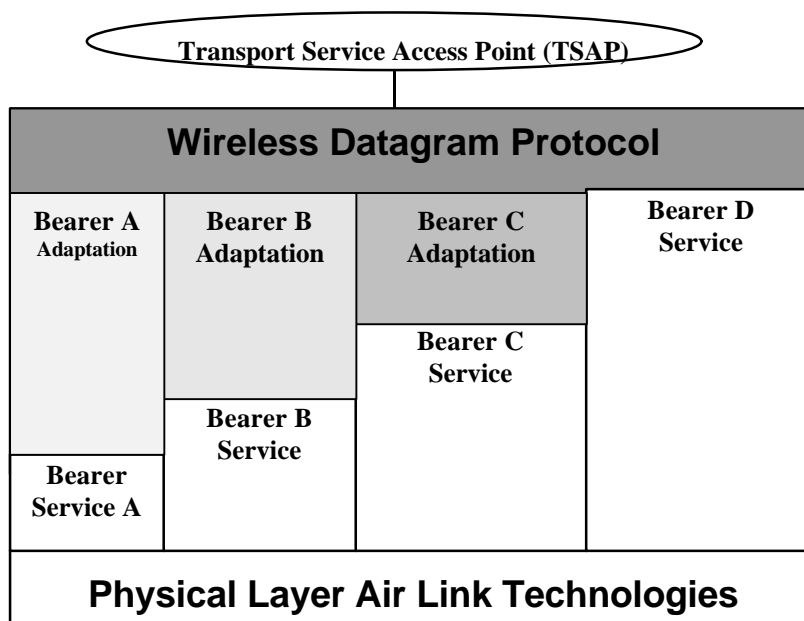 Transport Service Access Point (TSAP)
Wireless Datagram Protocol
Bearer A
Adaptation
Bearer B
Adaptation
Bearer C
Adaptation
Bearer D
Service
Bearer C
Service
Bearer B
Service
Bearer
Service A
Physical Layer Air Link Technologies